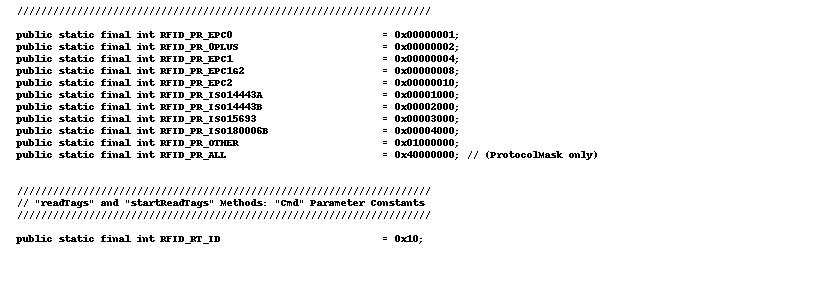 /////////////////////////////////////////////////////////////////////
public static final int RFID_PR_EPC0 = 0x00000001;
public static final int RFID_PR_0PLUS = 0x00000002;
public static final int RFID_PR_EPC1 = 0x00000004;
public static final int RFID_PR_EPC1G2 = 0x00000008;
public static final int RFID_PR_EPC2 = 0x00000010;
public static final int RFID_PR_ISO14443A = 0x00001000;
public static final int RFID_PR_ISO14443B = 0x00002000;
public static final int RFID_PR_ISO15693 = 0x00003000;
public static final int RFID_PR_ISO180006B = 0x00004000;
public static final int RFID_PR_OTHER = 0x01000000;
public static final int RFID_PR_ALL = 0x40000000; // (ProtocolMask only)
/////////////////////////////////////////////////////////////////////
// "readTags" and "startReadTags" Methods: "Cmd" Parameter Constants
/////////////////////////////////////////////////////////////////////
public static final int RFID_RT_ID = 0x10;